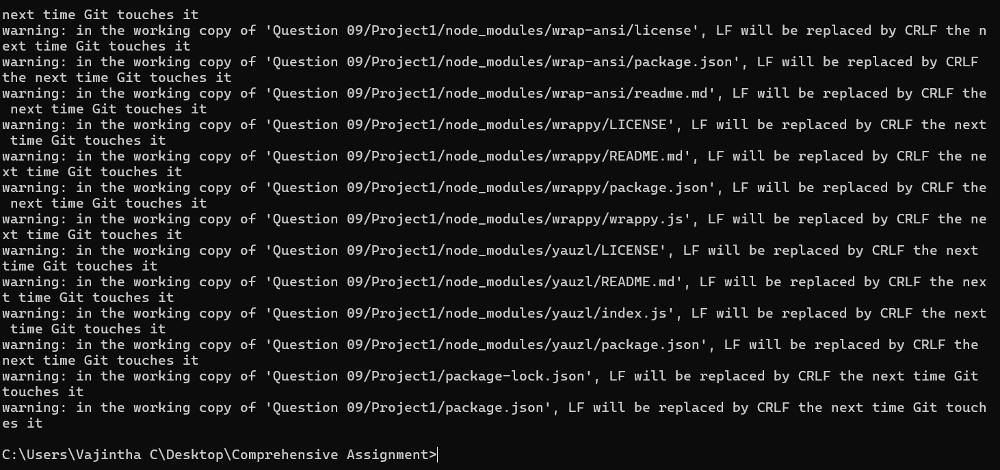 next time Git touches it
warning: in the working copy of 'Question 09/Project1/node_modules/wrap-ansi/license', LF will be replaced by CRLF the n
ext time Git touches it
warning: in the working copy of 'Question 09/Project1/node_modules/wrap-ansi/package.json', LF will be replaced by CRLF
the next time Git touches it
warning: in the working copy of 'Question 09/Project1/node_modules/wrap-ansi/readme.md', LF will be replaced by CRLF the
 next time Git touches it
warning: in the working copy of 'Question 09/Project1/node_modules/wrappy/LICENSE', LF will be replaced by CRLF the next
 time Git touches it
warning: in the working copy of 'Question 09/Project1/node_modules/wrappy/README.md', LF will be replaced by CRLF the ne
xt time Git touches it
warning: in the working copy of 'Question 09/Project1/node_modules/wrappy/package.json', LF will be replaced by CRLF the
 next time Git touches it
warning: in the working copy of 'Question 09/Project1/node_modules/wrappy/wrappy.js', LF will be replaced by CRLF the ne
xt time Git touches it
warning: in the working copy of 'Question 09/Project1/node_modules/yauzl/LICENSE', LF will be replaced by CRLF the next
time Git touches it
warning: in the working copy of 'Question 09/Project1/node_modules/yauzl/README.md', LF will be replaced by CRLF the nex
t time Git touches it
warning: in the working copy of 'Question 09/Project1/node_modules/yauzl/index.js', LF will be replaced by CRLF the next
 time Git touches it
warning: in the working copy of 'Question 09/Project1/node_modules/yauzl/package.json', LF will be replaced by CRLF the
next time Git touches it
warning: in the working copy of 'Question 09/Project1/package-lock.json', LF will be replaced by CRLF the next time Git
touches it
warning: in the working copy of 'Question 09/Project1/package.json', LF will be replaced by CRLF the next time Git touch
es it
C:\Users\Vajintha C\Desktop\Comprehensive Assignment>